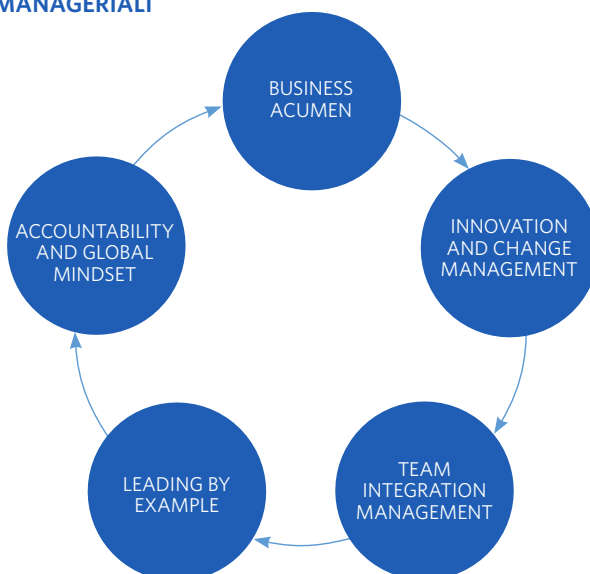 MANAGERIALI
BUSINESS
ACUMEN
INNOVATION
AND CHANGE
MANAGEMENT
TEAM
INTEGRATION
MANAGEMENT
LEADING BY
EXAMPLE
ACCOUNTABILITY
AND GLOBAL
MINDSET